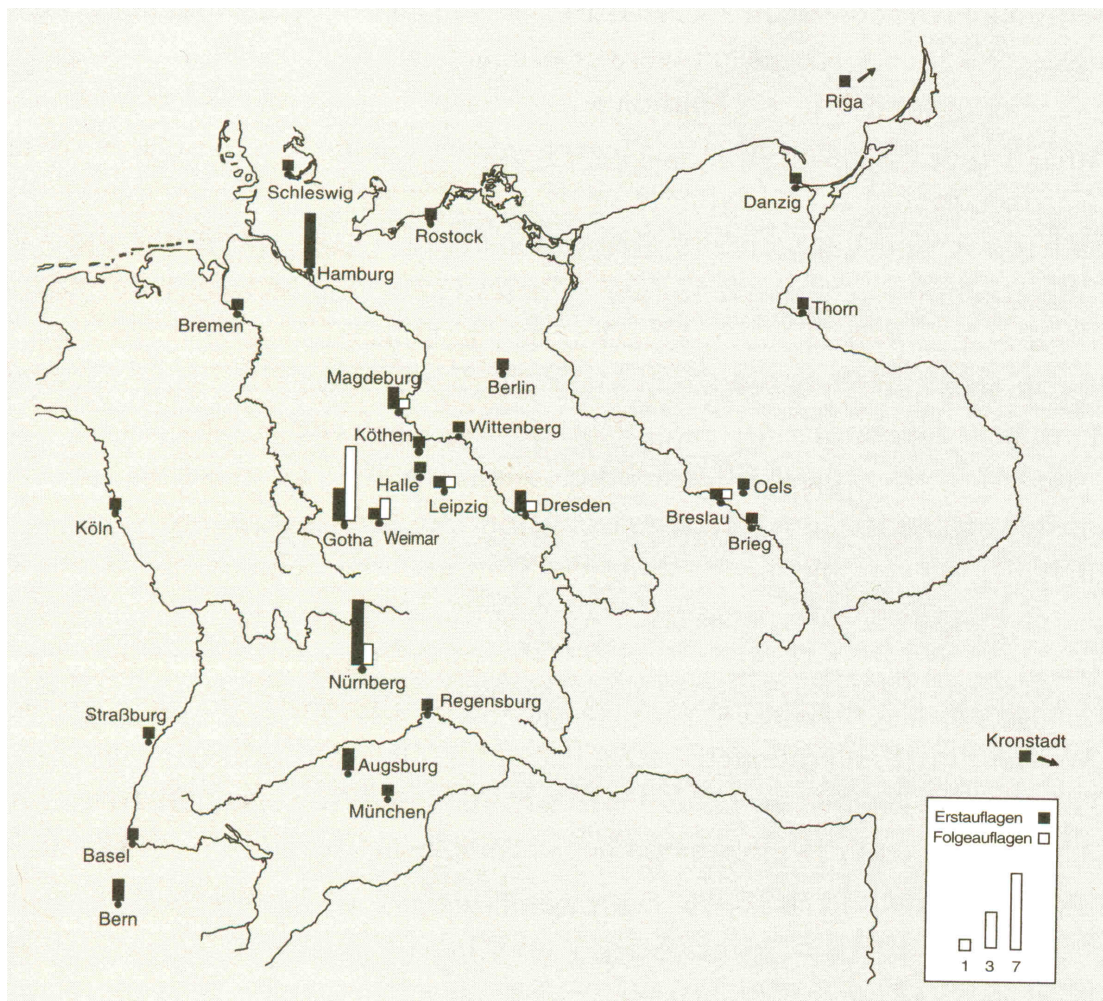 Riga
Schleswig
Danzig
Rostock
Hamburg
Bremen
Thorn
Magdeburg
Berlin
Köthen
Wittenberg
Halle
Leipzig
Dresden
Oels
Breslau
Brieg
Köln
Gotha
Weimar
Nürnberg
Regensburg
Straßburg
Augsburg
München
Kronstadt
Basel
Bern
Erstauflagen
Folgeauflagen
1 3 7